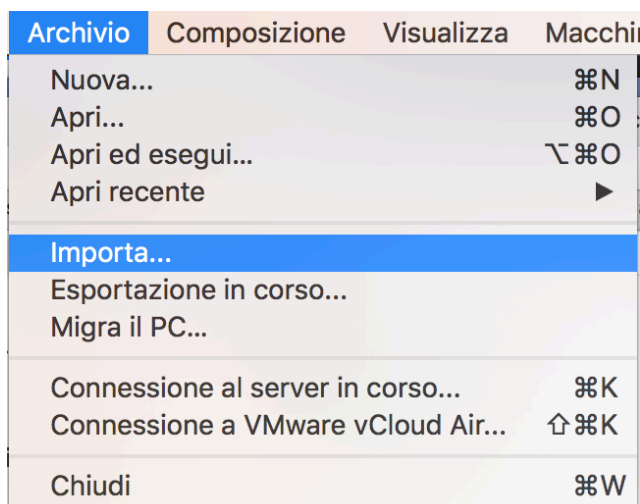 Archivio Composizione Visualizza Macchi
Nuova... ⌘N
Apri... ⌘O
Apri ed esegui... ⌥⌘O
Apri recente ▶
Importa...
Esportazione in corso...
Migra il PC...
Connessione al server in corso... ⌘K
Connessione a VMware vCloud Air... ⇧⌘K
Chiudi ⌘W